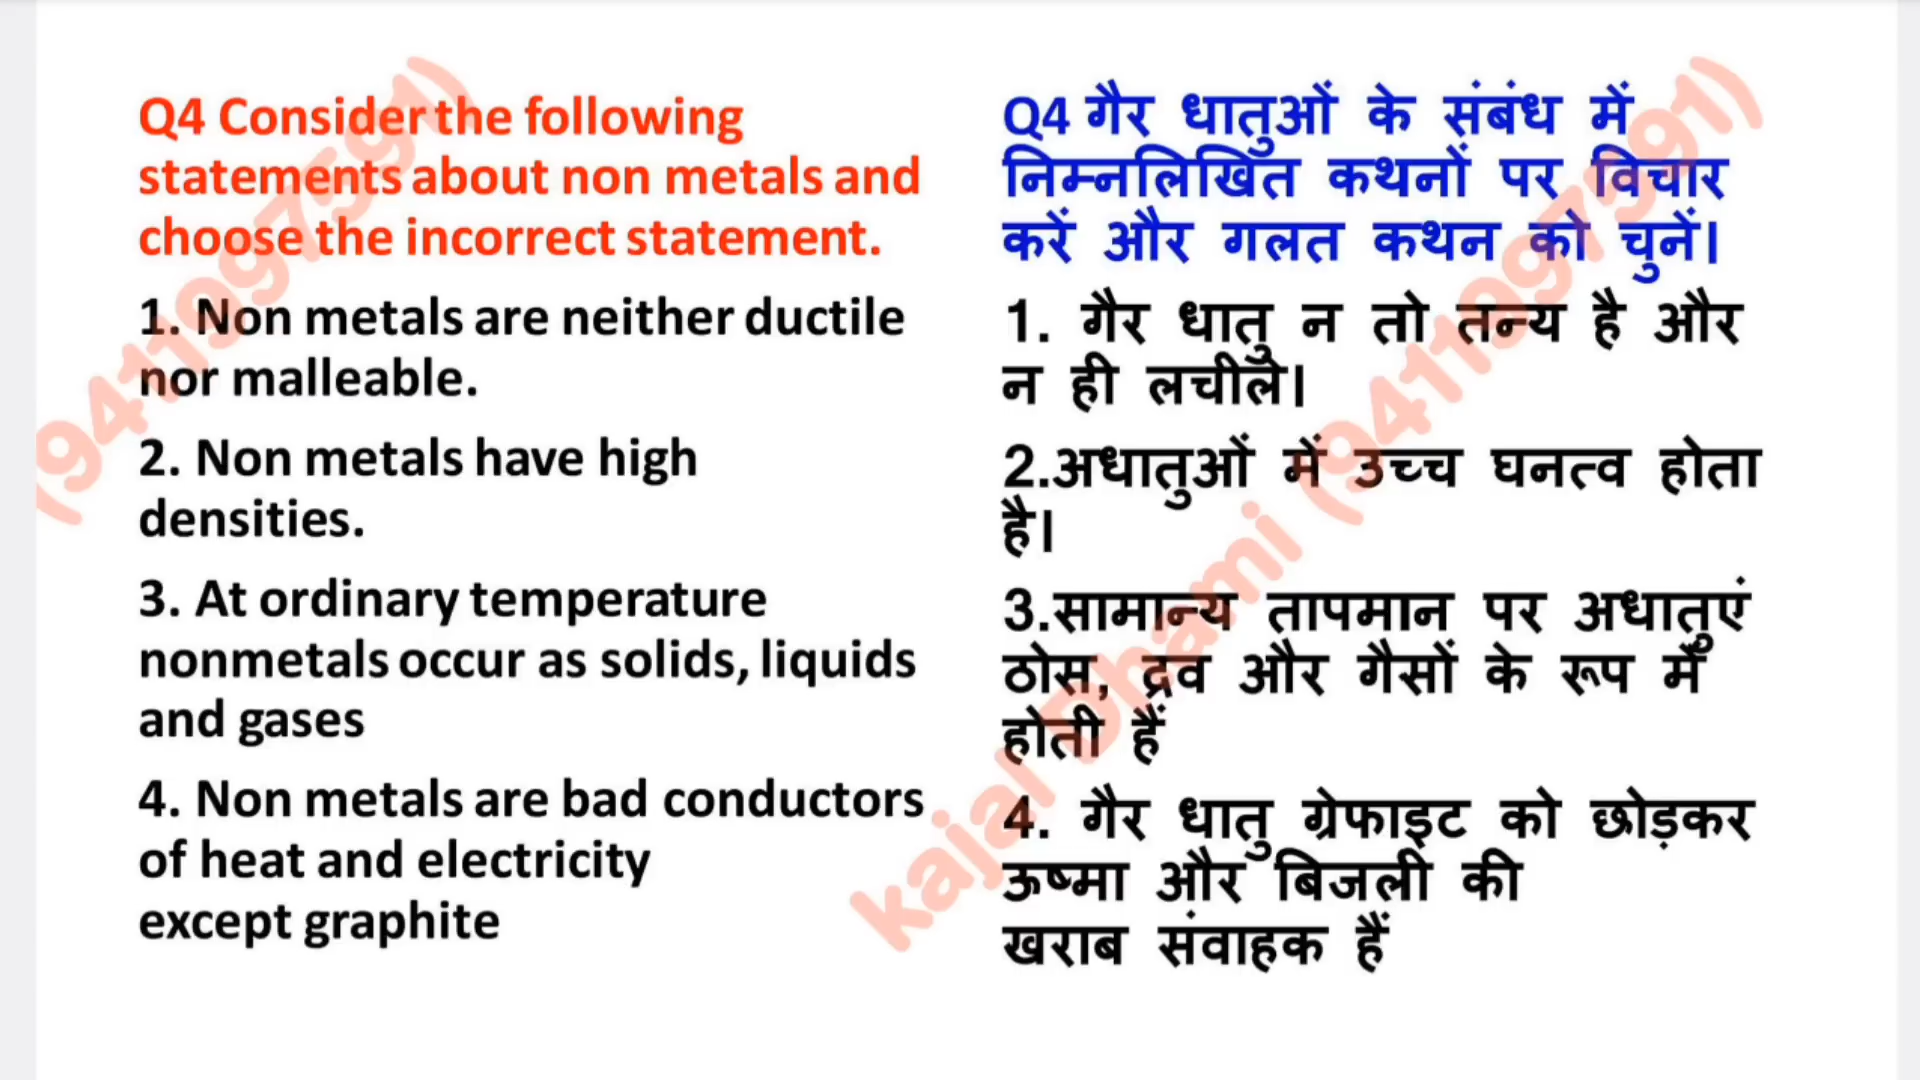 Q4 Consider the following
statements about non metals and
choose the incorrect statement.
1. Non metals are neither ductile
nor malleable.
2. Non metals have high
densities.
3. At ordinary temperature
nonmetals occur as solids, liquids
and gases
4. Non metals are bad conductors
of heat and electricity
except graphite
Q4 गैर धातुओं के संबंध में
निम्नलिखित कथनों पर विचार
करें और गलत कथन को चुनें।
1. गैर धातु न तो तन्य है और
न ही लचीले।
2.अधातुओं में उच्च घनत्व होता
है।
3.सामान्य तापमान पर अधातुएं
ठोस, द्रव और गैसों के रूप में
होती हैं
4. गैर धातु ग्रेफाइट को छोड़कर
ऊष्मा और बिजली की
खराब संवाहक हैं
(9411997591)
kajal Dhami (9411997591)